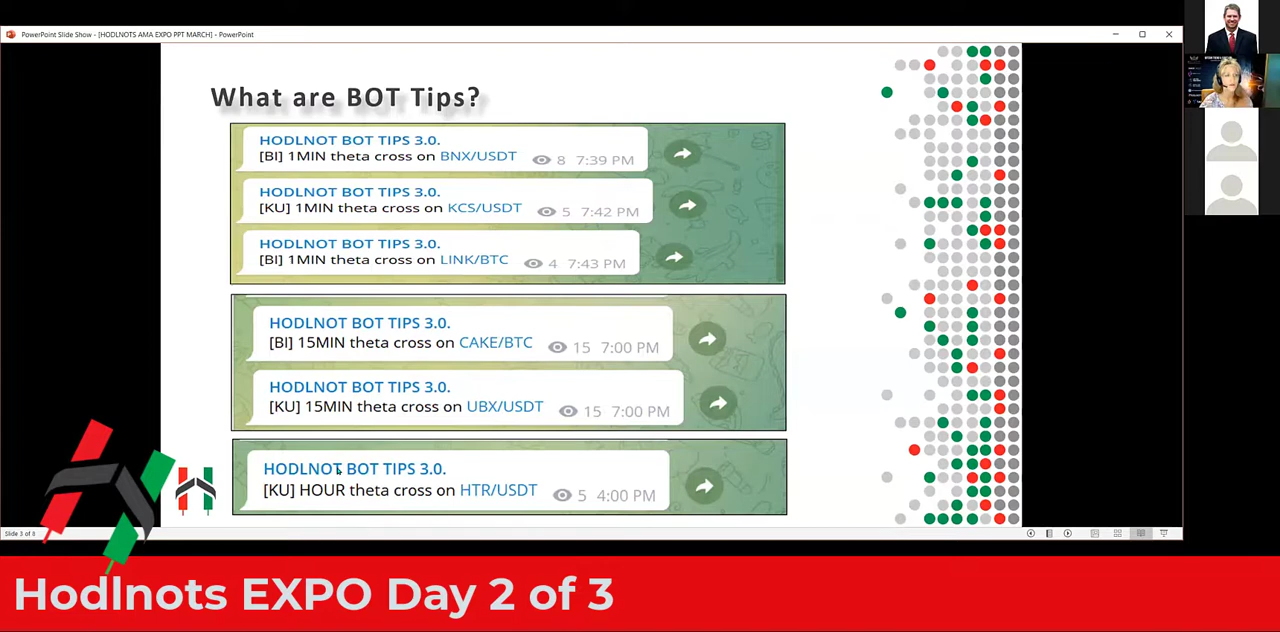 PowerPoint Slide Show - [HODLNOTS AMA EXPO PPT MARCH] - PowerPoint
What are BOT Tips?
HODLNOT BOT TIPS 3.0.
[BI] 1MIN theta cross on BNX/USDT 8 7:39 PM
HODLNOT BOT TIPS 3.0.
[KU] 1MIN theta cross on KCS/USDT 5 7:42 PM
HODLNOT BOT TIPS 3.0.
[BI] 1MIN theta cross on LINK/BTC 4 7:43 PM
HODLNOT BOT TIPS 3.0.
[BI] 15MIN theta cross on CAKE/BTC 15 7:00 PM
HODLNOT BOT TIPS 3.0.
[KU] 15MIN theta cross on UBX/USDT 15 7:00 PM
HODLNOT BOT TIPS 3.0.
[KU] HOUR theta cross on HTR/USDT 5 4:00 PM
Slide 3 of 8
Hodlnots EXPO Day 2 of 3